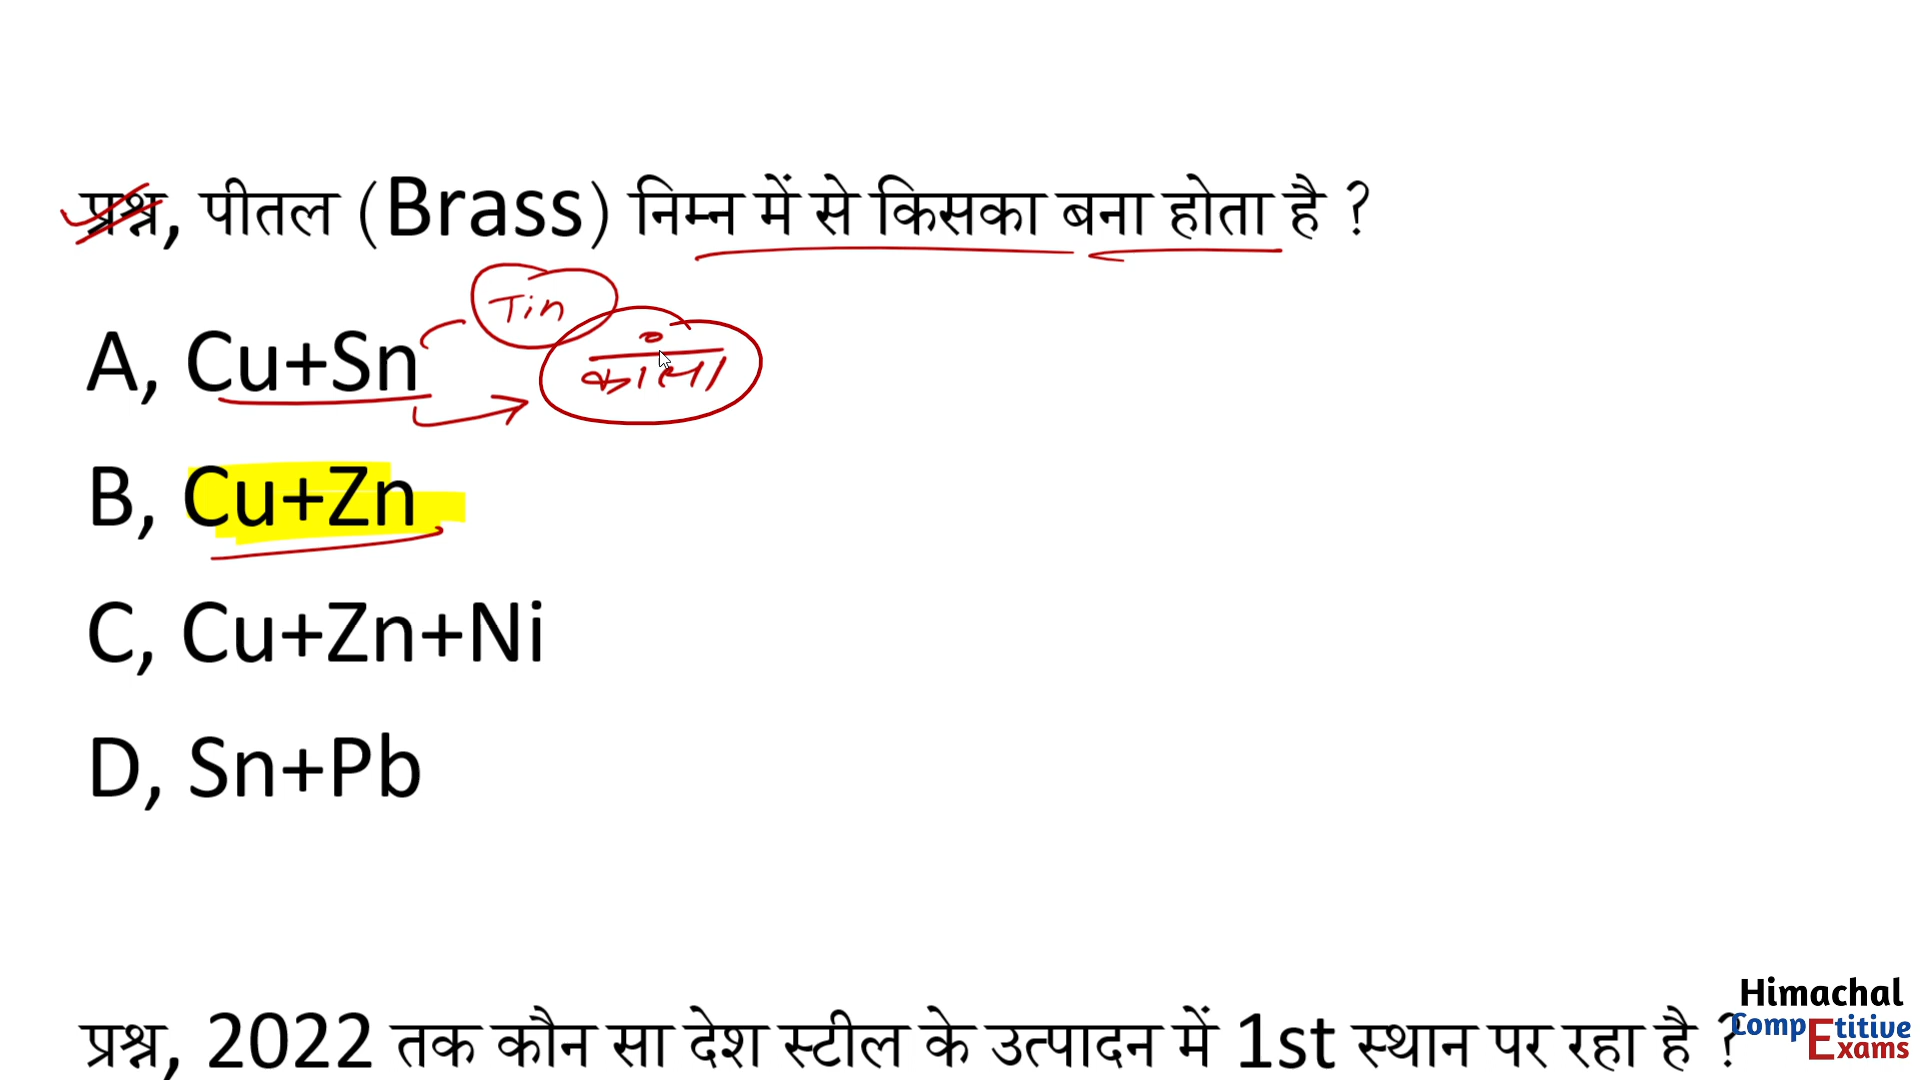 प्रश्न, पीतल (Brass) निम्न में से किसका बना होता है ?
Tin
A, Cu+Sn
कांसा
B, Cu+Zn
C, Cu+Zn+Ni
D, Sn+Pb
प्रश्न, 2022 तक कौन सा देश स्टील के उत्पादन में 1st स्थान पर रहा है ?
Himachal
Competitive
Exams